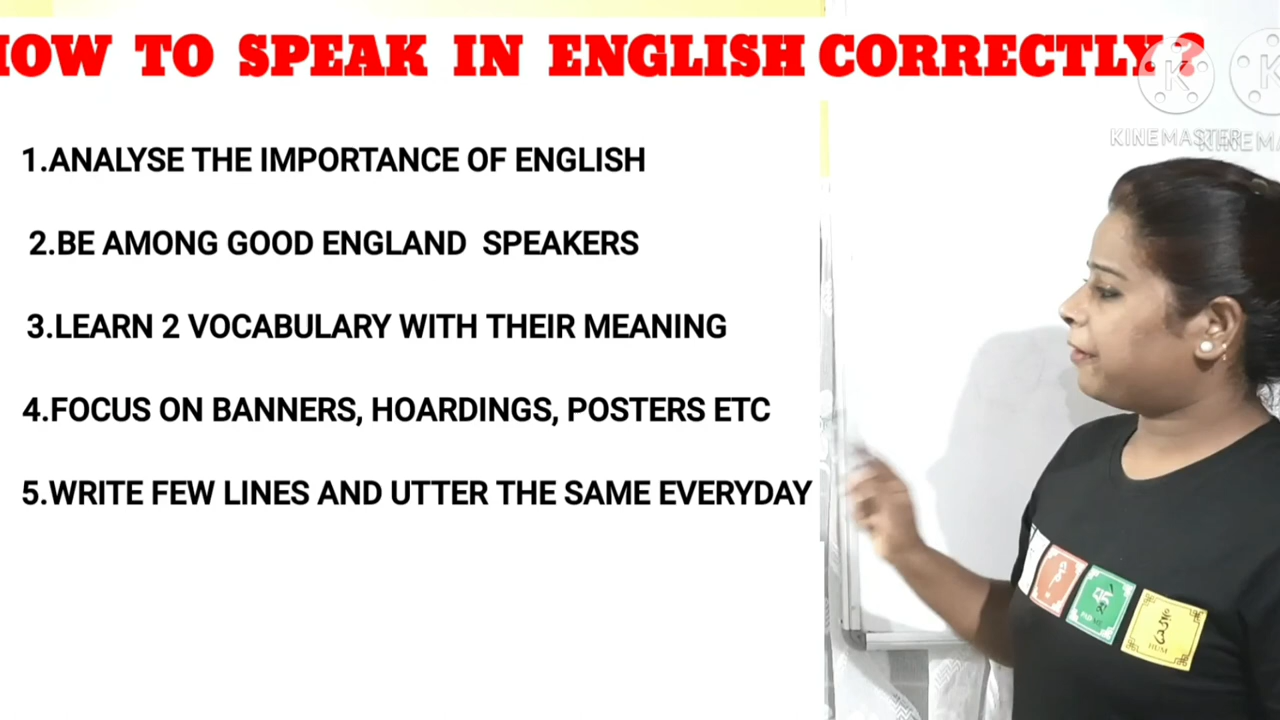 HOW TO SPEAK IN ENGLISH CORRECTLY ?
KINEMASTER
KINEMA
1.ANALYSE THE IMPORTANCE OF ENGLISH
2.BE AMONG GOOD ENGLAND SPEAKERS
3.LEARN 2 VOCABULARY WITH THEIR MEANING
4.FOCUS ON BANNERS, HOARDINGS, POSTERS ETC
5.WRITE FEW LINES AND UTTER THE SAME EVERYDAY
HUM